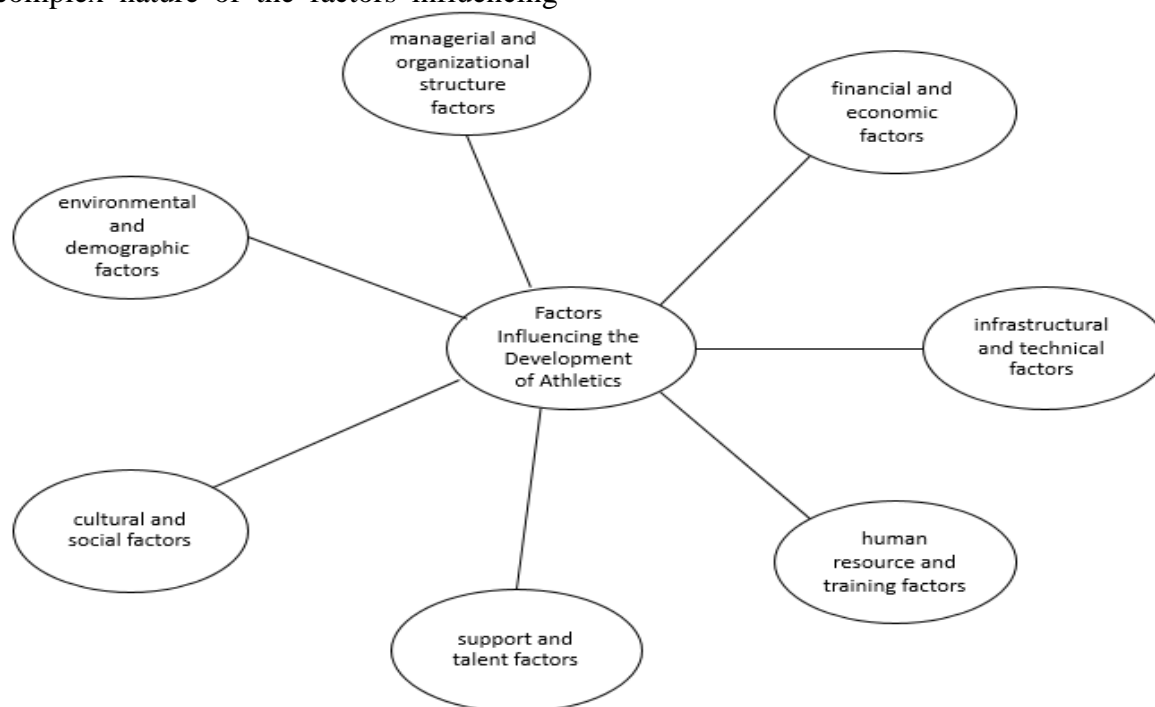 complex nature of the factors influencing
managerial and
organizational
structure
factors
financial and
economic
factors
environmental
and
demographic
factors
Factors
Influencing the
Development
of Athletics
infrastructural
and technical
factors
cultural and
social factors
human
resource and
training factors
support and
talent factors